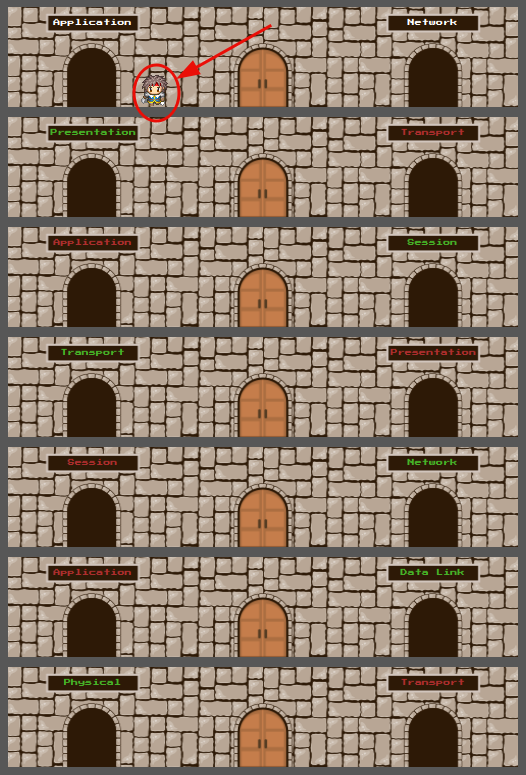 Application
Network
Presentation
Transport
Application
Session
Transport
Presentation
Session
Network
Application
Data Link
Physical
Transport